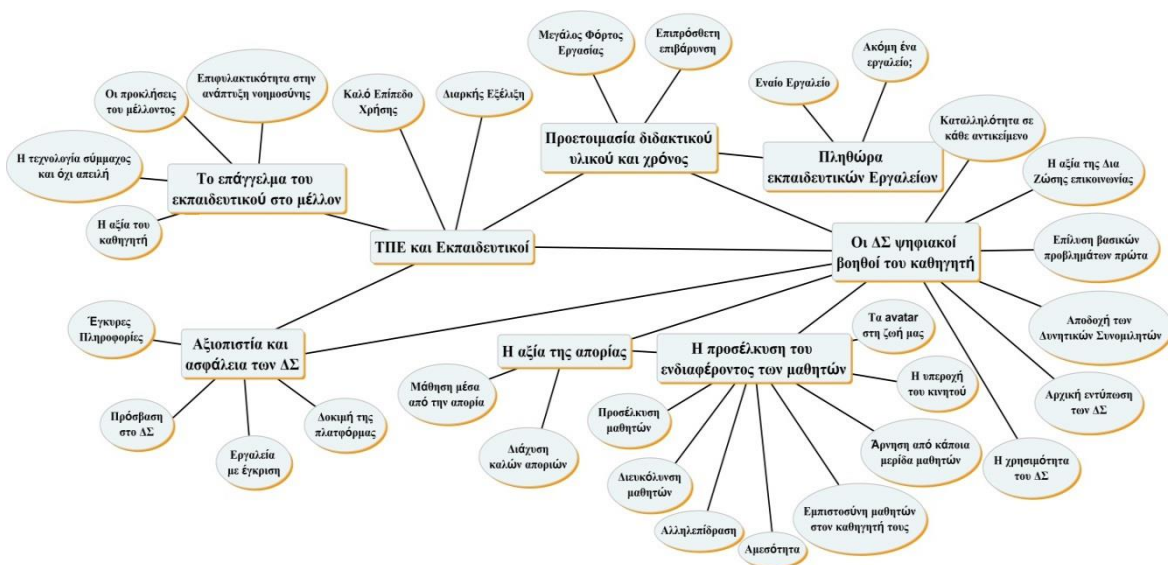 Μεγάλος Φόρτος
Εργασίας
Επιπρόσθετη
επιβάρυνση
Ακόμη ένα
εργαλείο;
Εναίο Εργαλείο
Επιφυλακτικότητα στην
ανάπτυξη νοημοσύνης
Οι προκλήσεις
του μέλλοντος
Καλό Επίπεδο
Χρήσης
Διαρκής Εξέλιξη
Καταλληλότητα σε
κάθε αντικείμενο
Προετοιμασία διδακτικού
υλικού και χρόνος
Πληθώρα
εκπαιδευτικών Εργαλείων
Η τεχνολογία σύμμαχος
και όχι απειλή
Το επάγγελμα του
εκπαιδευτικού στο μέλλον
Η αξία της Δια
Ζώσης επικοινωνίας
Η αξία του
καθηγητή
ΤΠΕ και Εκπαιδευτικοί
Οι ΔΣ ψηφιακοί
βοηθοί του καθηγητή
Επίλυση βασικών
προβλημάτων πρώτα
Έγκυρες
Πληροφορίες
Αξιοπιστία και
ασφάλεια των ΔΣ
Η αξία της απορίας
Η προσέλκυση του
ενδιαφέροντος των μαθητών
Τα avatar
στη ζωή μας
Αποδοχή των
Δυνητικών Συνομιλητών
Μάθηση μέσα
από την απορία
Η υπεροχή
του κινητού
Αρχική εντύπωση
των ΔΣ
Πρόσβαση
στο ΔΣ
Εργαλεία
με έγκριση
Δοκιμή της
πλατφόρμας
Διάχυση
καλών αποριών
Προσέλκυση
μαθητών
Διευκόλυνση
μαθητών
Άρνηση από κάποια
μερίδα μαθητών
Η χρησιμότητα
του ΔΣ
Αλληλεπίδραση
Αμεσότητα
Εμπιστοσύνη μαθητών
στον καθηγητή τους